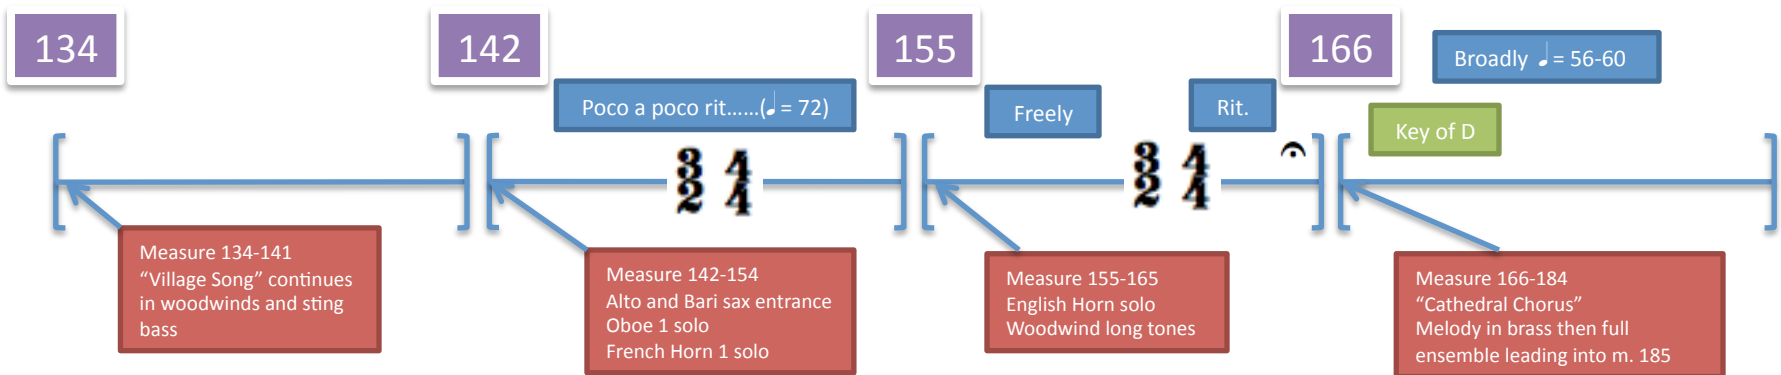 134
142
155
166
Broadly ♩ = 56-60
Poco a poco rit......(♩ = 72)
Freely
Rit.
Key of D
3 4
2 4
3 4
2 4
Measure 134-141
“Village Song” continues
in woodwinds and sting
bass
Measure 142-154
Alto and Bari sax entrance
Oboe 1 solo
French Horn 1 solo
Measure 155-165
English Horn solo
Woodwind long tones
Measure 166-184
“Cathedral Chorus”
Melody in brass then full
ensemble leading into m. 185